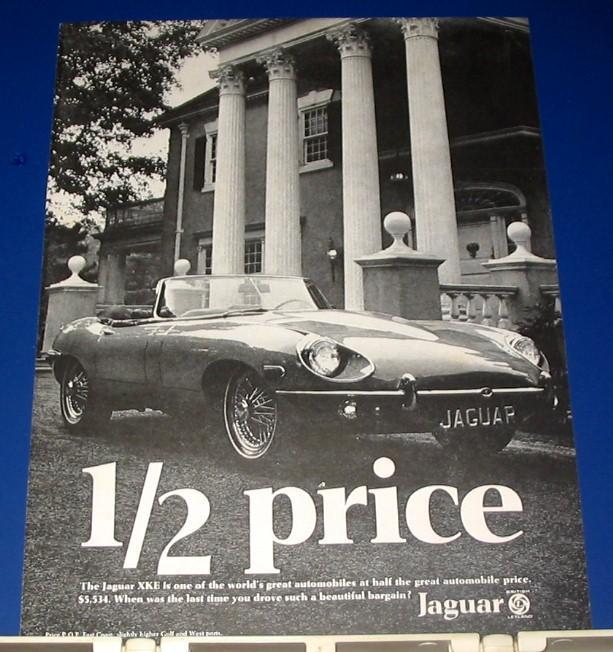 JAGUAR
1/2 price
The Jaguar XKE is one of the world's great automobiles at half the great automobile price.
$5,534. When was the last time you drove such a beautiful bargain?
Jaguar
BRITISH
LEYLAND
Price P.O.E. East Coast, slightly higher Gulf and West ports.